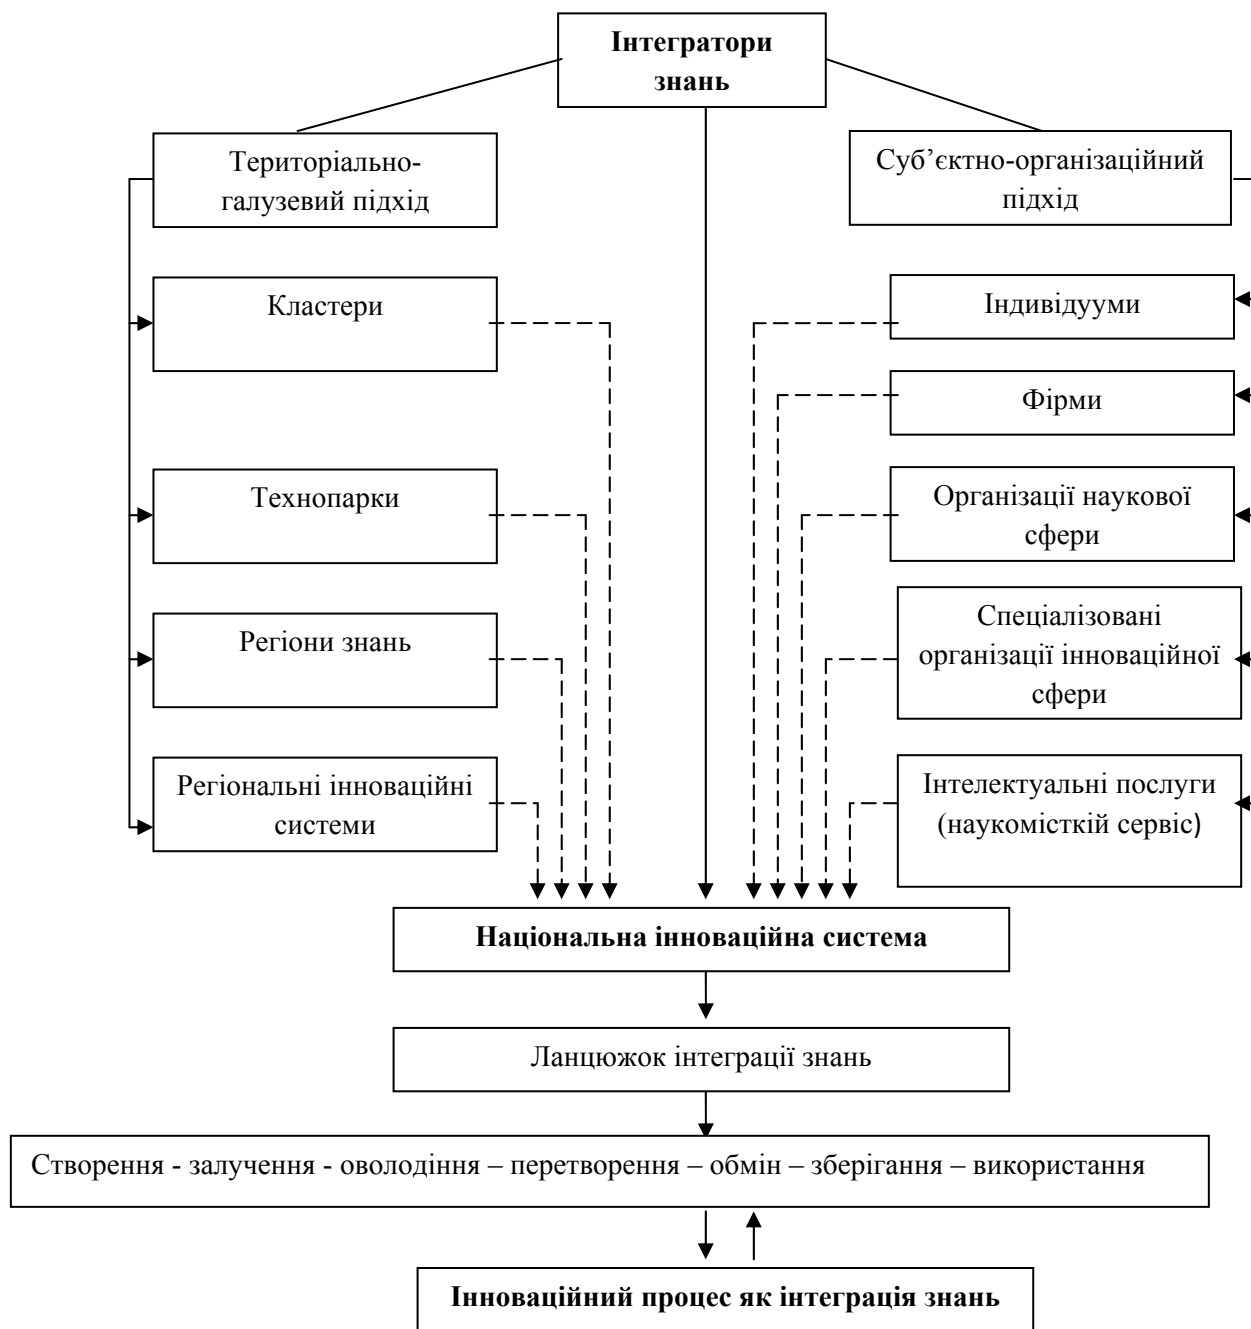 Інтегратори
знань
Територіально-
галузевий підхід
Суб’єктно-організаційний
підхід
Кластери
Індивідууми
Фірми
Технопарки
Організації наукової
сфери
Регіони знань
Спеціалізовані
організації інноваційної
сфери
Регіональні інноваційні
системи
Інтелектуальні послуги
(наукомісткій сервіс)
Національна інноваційна система
Ланцюжок інтеграції знань
Створення - залучення - оволодіння – перетворення – обмін – зберігання – використання
Інноваційний процес як інтеграція знань